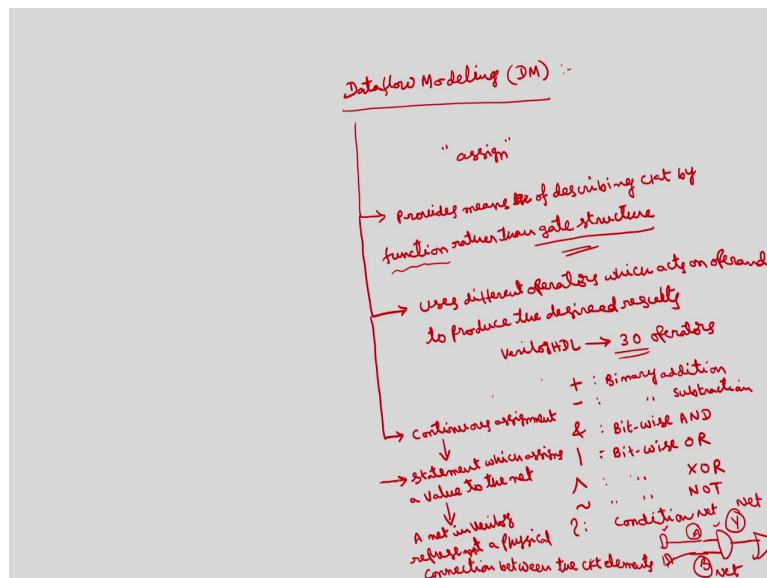 Dataflow Modeling (DM) :-
"assign"
→ Provides means of describing ckt by
function rather than gate structure
→ Uses different operators which acts on operand
to produce the desired results
Verilog HDL → 30 operators
+ : Binary addition
- : " subtraction
→ Continuous assignment
& : Bit-wise AND
| : Bit-wise OR
→ Statement which assigns
a value to the net
^ : " " XOR
~ " " NOT
A net in Verilog
represent a physical
connection between the ckt elements
?: Condition
net net
A Y
B net